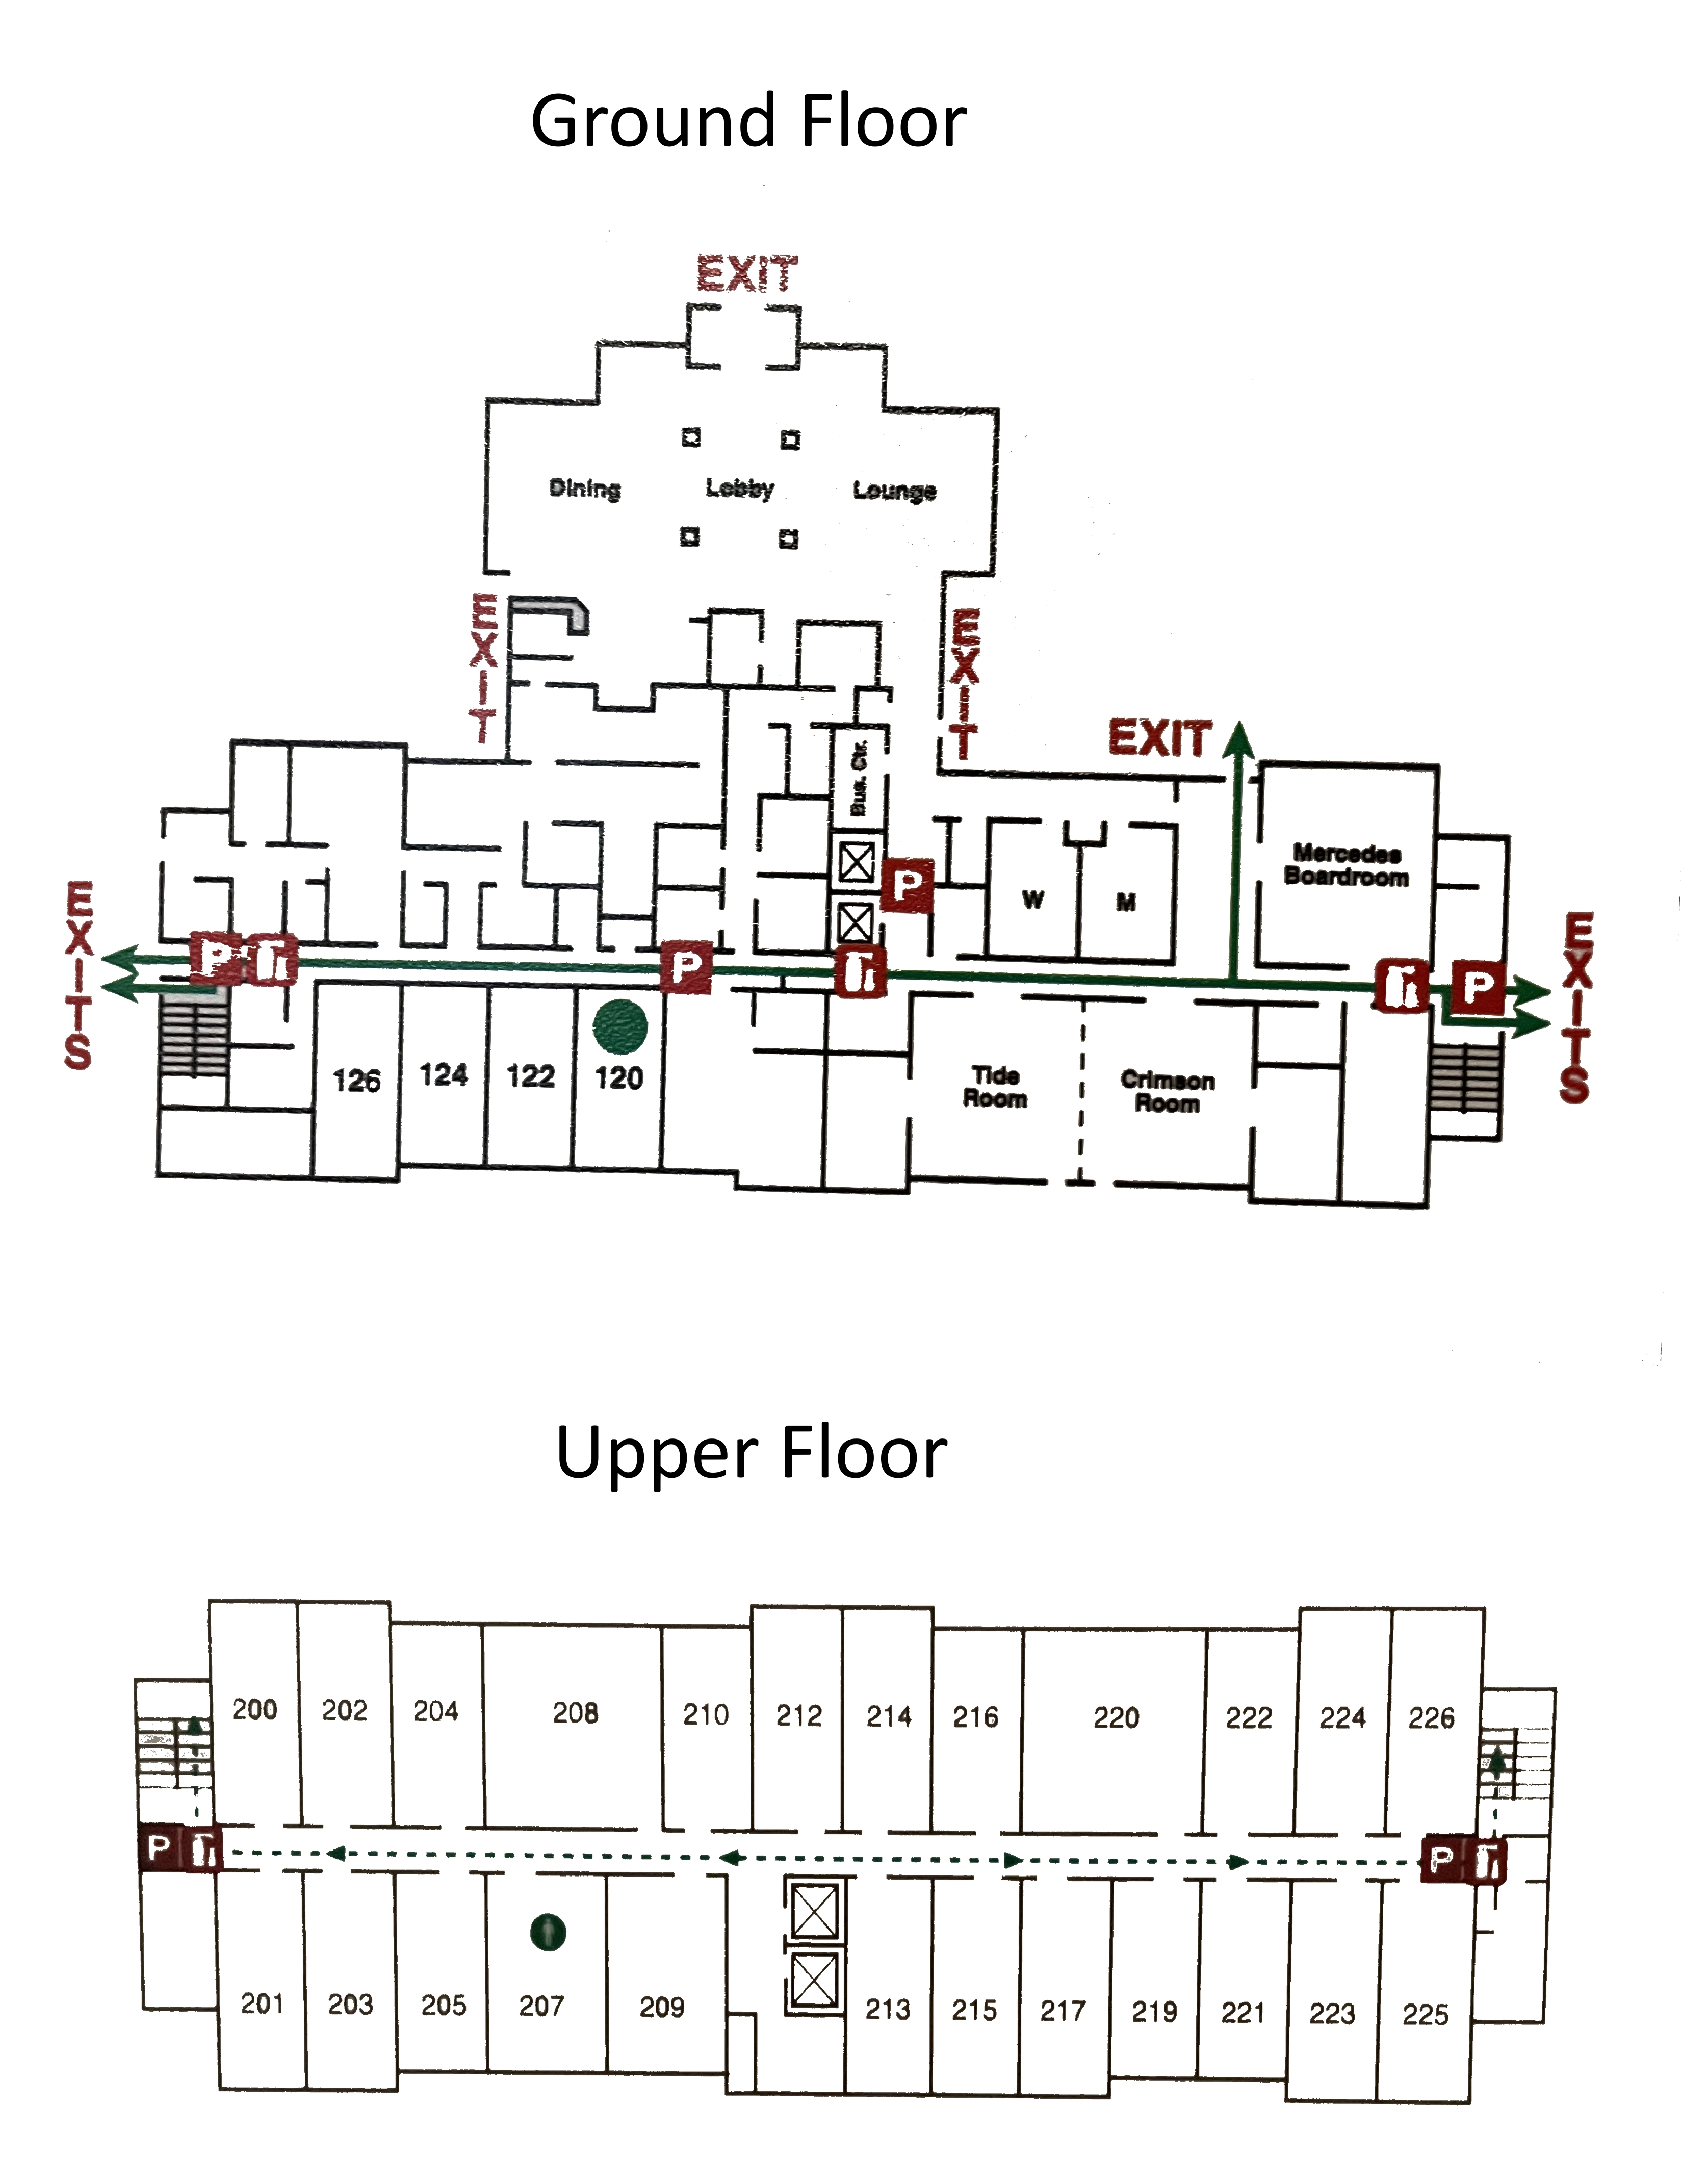 Ground Floor
EXIT
Dining
Lobby
Lounge
EXIT
EXIT
EXIT
Bus. Ctr.
Mercedes
Boardroom
P
W
M
EXITS
P
P
P
EXITS
126
124
122
120
Tide
Room
Crimson
Room
Upper Floor
200
202
204
208
210
212
214
216
220
222
224
226
P
P
201
203
205
207
209
213
215
217
219
221
223
225